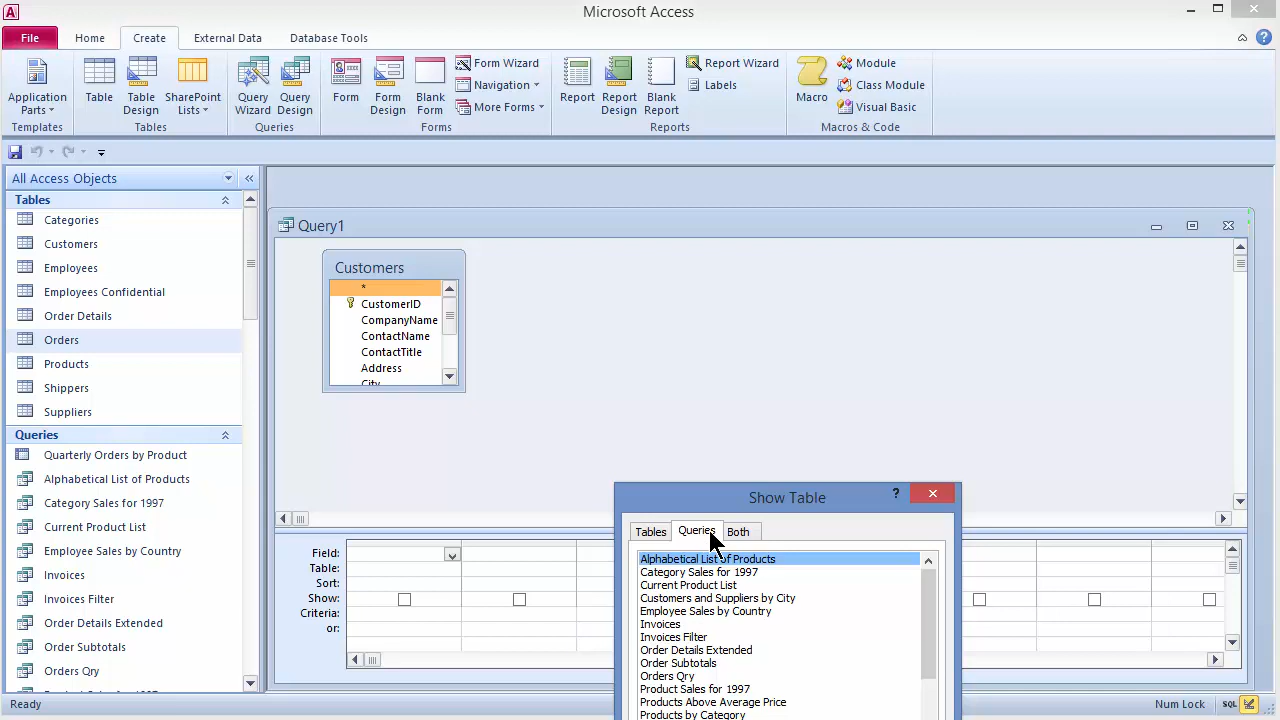 Microsoft Access
File Home Create External Data Database Tools
Application Parts
Table
Table Design
SharePoint Lists
Query Wizard
Query Design
Form
Form Design
Blank Form
Form Wizard
Navigation
More Forms
Report
Report Design
Blank Report
Report Wizard
Labels
Macro
Module
Class Module
Visual Basic
Templates Tables Queries Forms Reports Macros & Code
All Access Objects
Tables
Categories
Customers
Employees
Employees Confidential
Order Details
Orders
Products
Shippers
Suppliers
Queries
Quarterly Orders by Product
Alphabetical List of Products
Category Sales for 1997
Current Product List
Employee Sales by Country
Invoices
Invoices Filter
Order Details Extended
Order Subtotals
Orders Qry
Query1
Customers
*
CustomerID
CompanyName
ContactName
ContactTitle
Address
City
Field:
Table:
Sort:
Show:
Criteria:
or:
Show Table
?
Tables Queries Both
Alphabetical List of Products
Category Sales for 1997
Current Product List
Customers and Suppliers by City
Employee Sales by Country
Invoices
Invoices Filter
Order Details Extended
Order Subtotals
Orders Qry
Product Sales for 1997
Products Above Average Price
Products by Category
Ready
Num Lock
SQL